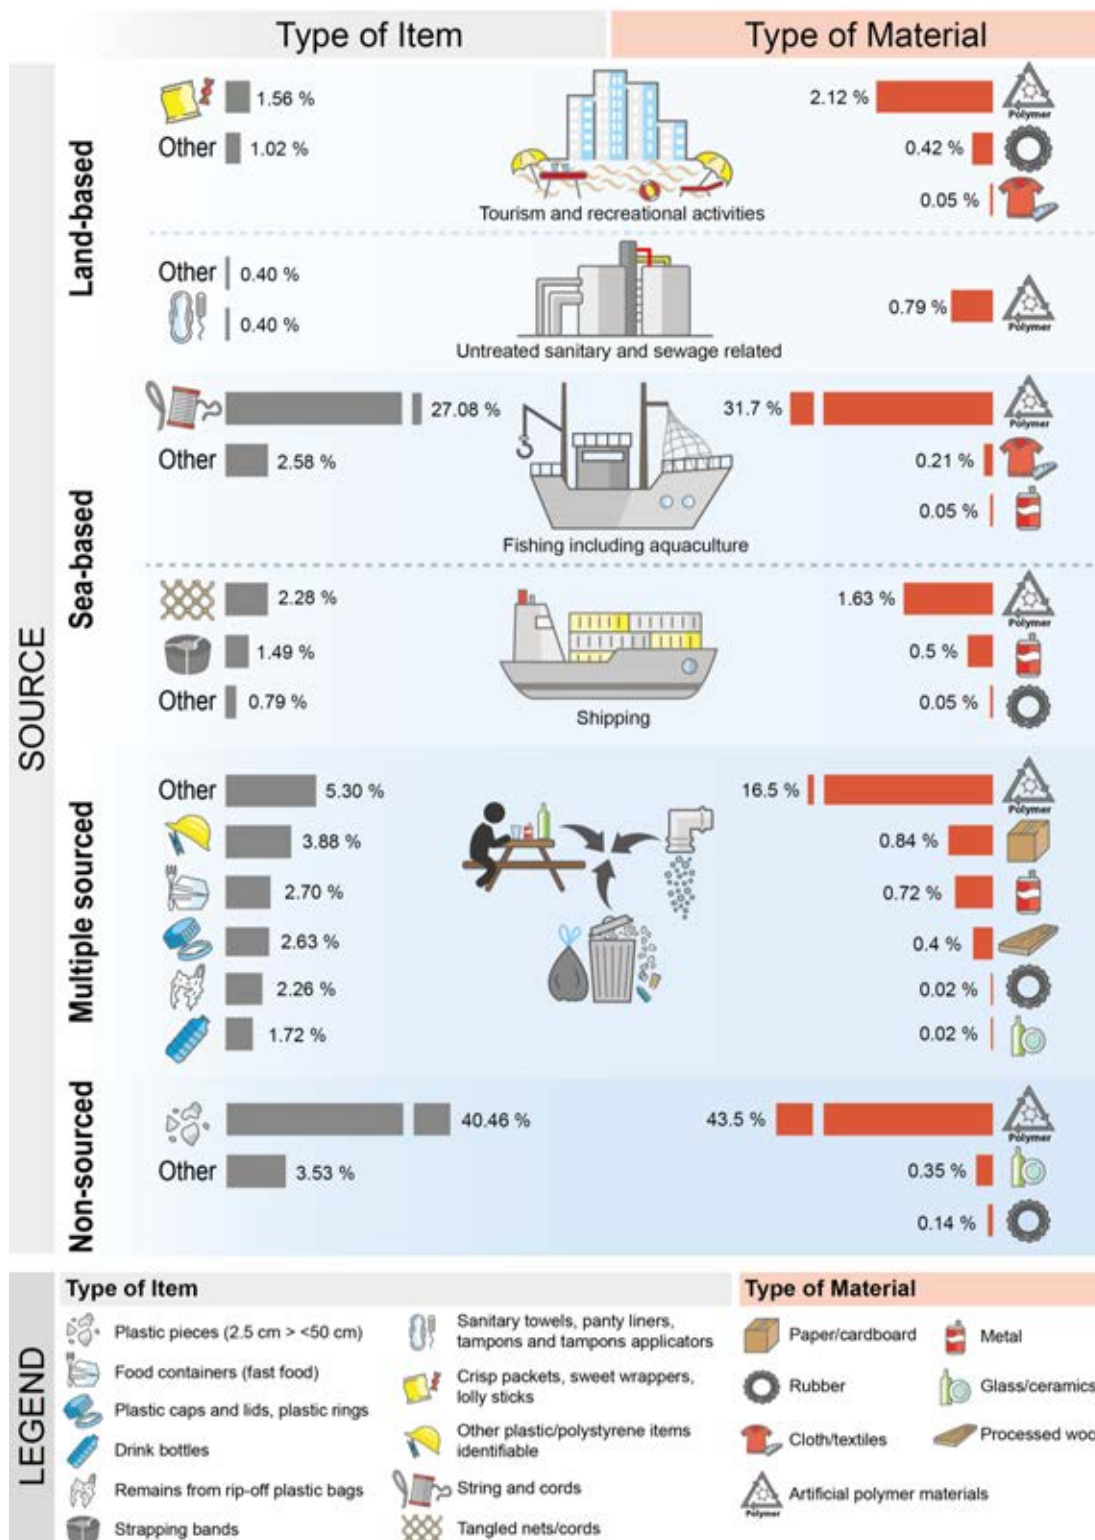 Type of Item
Type of Material
SOURCE
Land-based
1.56 %
Other 1.02 %
2.12 %
Polymer
0.42 %
0.05 %
Tourism and recreational activities
Other 0.40 %
0.40 %
0.79 %
Polymer
Untreated sanitary and sewage related
Sea-based
27.08 %
Other 2.58 %
31.7 %
Polymer
0.21 %
0.05 %
Fishing including aquaculture
2.28 %
1.49 %
Other 0.79 %
1.63 %
Polymer
0.5 %
0.05 %
Shipping
Multiple sourced
Other 5.30 %
3.88 %
2.70 %
2.63 %
2.26 %
1.72 %
16.5 %
Polymer
0.84 %
0.72 %
0.4 %
0.02 %
0.02 %
Non-sourced
40.46 %
Other 3.53 %
43.5 %
Polymer
0.35 %
0.14 %
LEGEND
Type of Item
Plastic pieces (2.5 cm > <50 cm)
Food containers (fast food)
Plastic caps and lids, plastic rings
Drink bottles
Remains from rip-off plastic bags
Strapping bands
Sanitary towels, panty liners,
tampons and tampons applicators
Crisp packets, sweet wrappers,
lolly sticks
Other plastic/polystyrene items
identifiable
String and cords
Tangled nets/cords
Type of Material
Paper/cardboard
Rubber
Cloth/textiles
Artificial polymer materials
Polymer
Metal
Glass/ceramics
Processed woo